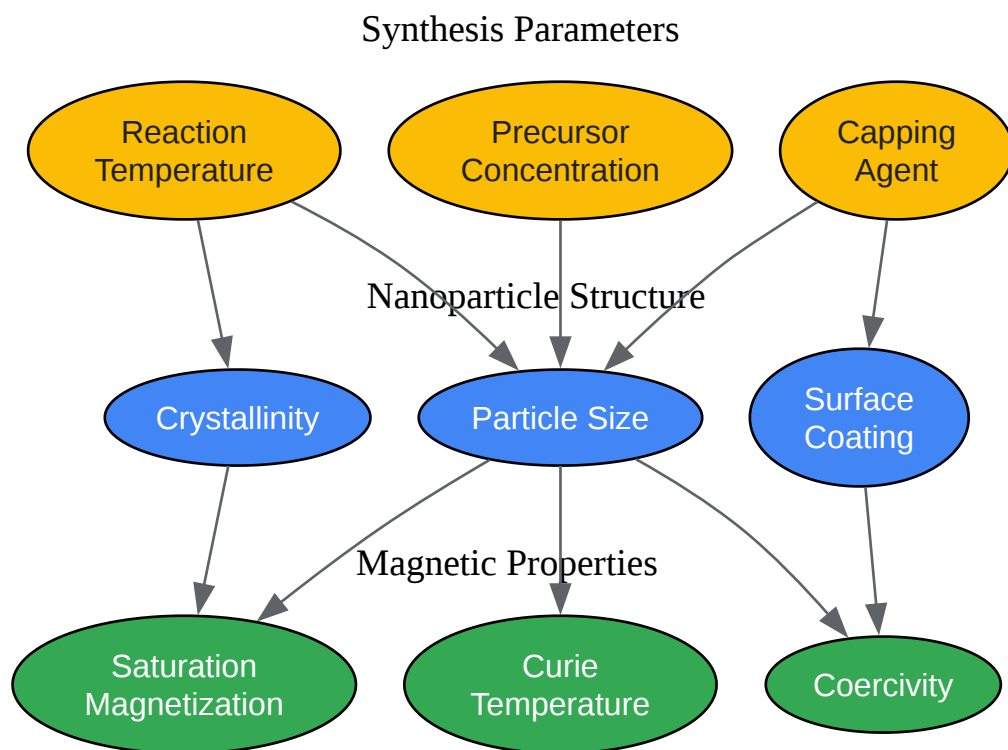 Synthesis Parameters
Reaction
Temperature
Precursor
Concentration
Capping
Agent
Nanoparticle Structure
Crystallinity
Particle Size
Surface
Coating
Magnetic Properties
Saturation
Magnetization
Curie
Temperature
Coercivity